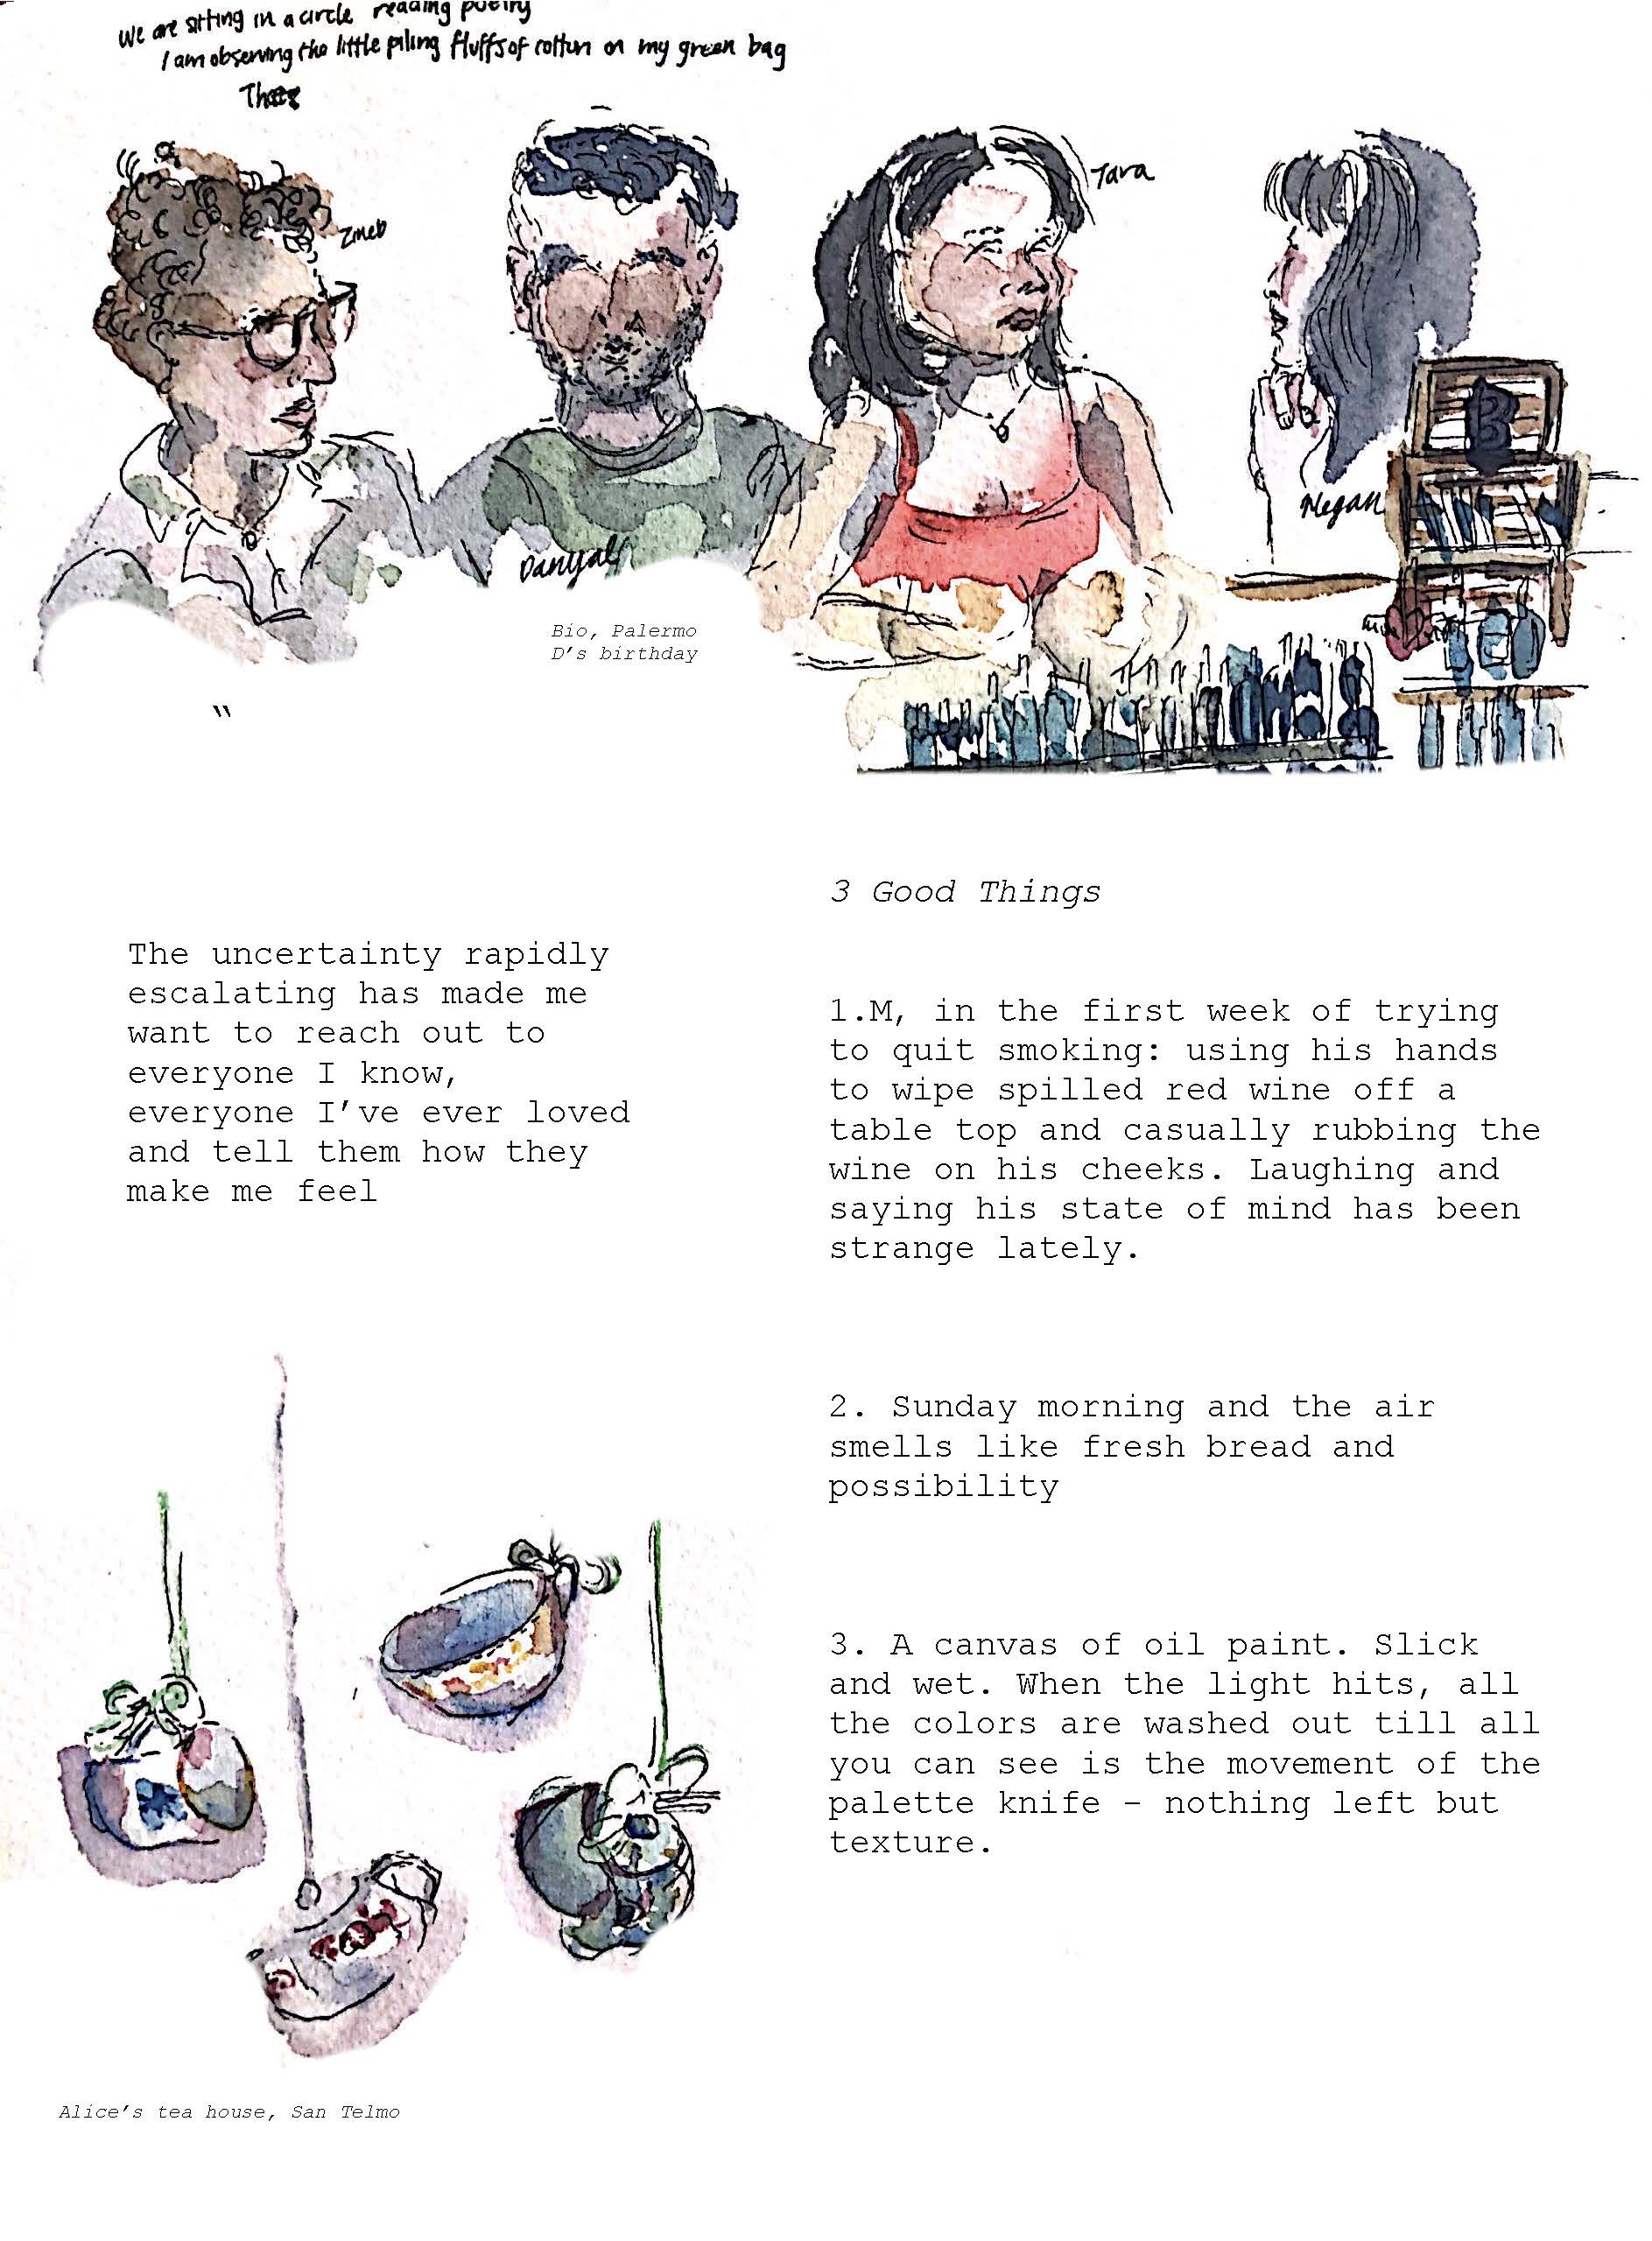 We are sitting in a circle reading poetry
I am observing the little piling fluffs of cotton on my green bag
Zineb
Danyal
Tara
Megan
Bio, Palermo
D's birthday
"
The uncertainty rapidly
escalating has made me
want to reach out to
everyone I know,
everyone I've ever loved
and tell them how they
make me feel
3 Good Things
1.M, in the first week of trying
to quit smoking: using his hands
to wipe spilled red wine off a
table top and casually rubbing the
wine on his cheeks. Laughing and
saying his state of mind has been
strange lately.
2. Sunday morning and the air
smells like fresh bread and
possibility
3. A canvas of oil paint. Slick
and wet. When the light hits, all
the colors are washed out till all
you can see is the movement of the
palette knife – nothing left but
texture.
Alice's tea house, San Telmo